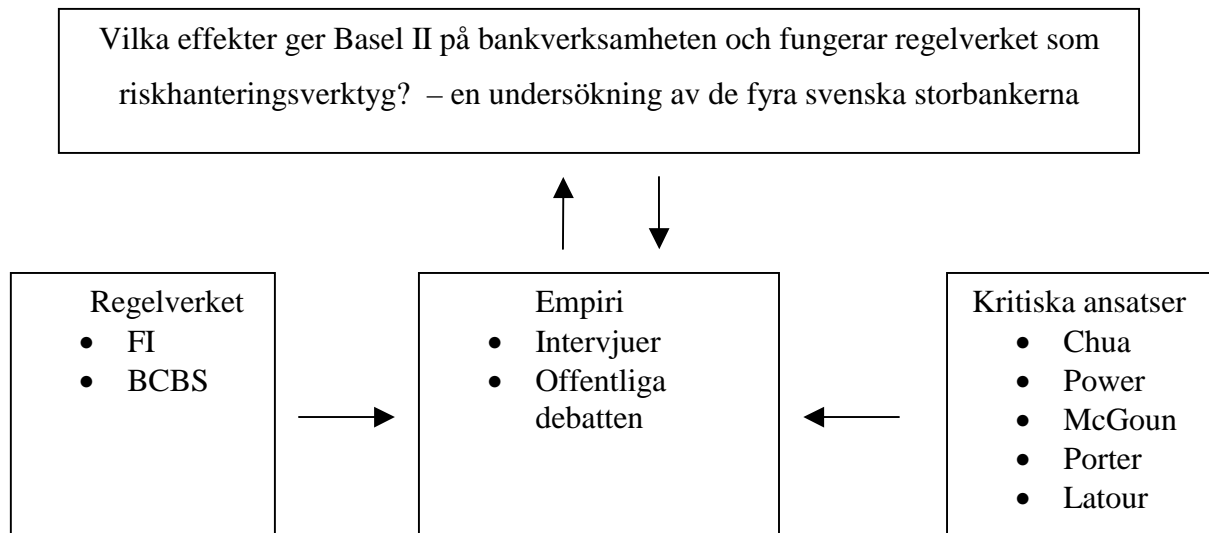 Vilka effekter ger Basel II på bankverksamheten och fungerar regelverket som
riskhanteringsverktyg? – en undersökning av de fyra svenska storbankerna
Regelverket
• FI
• BCBS
Empiri
• Intervjuer
• Offentliga
debatten
Kritiska ansatser
• Chua
• Power
• McGoun
• Porter
• Latour